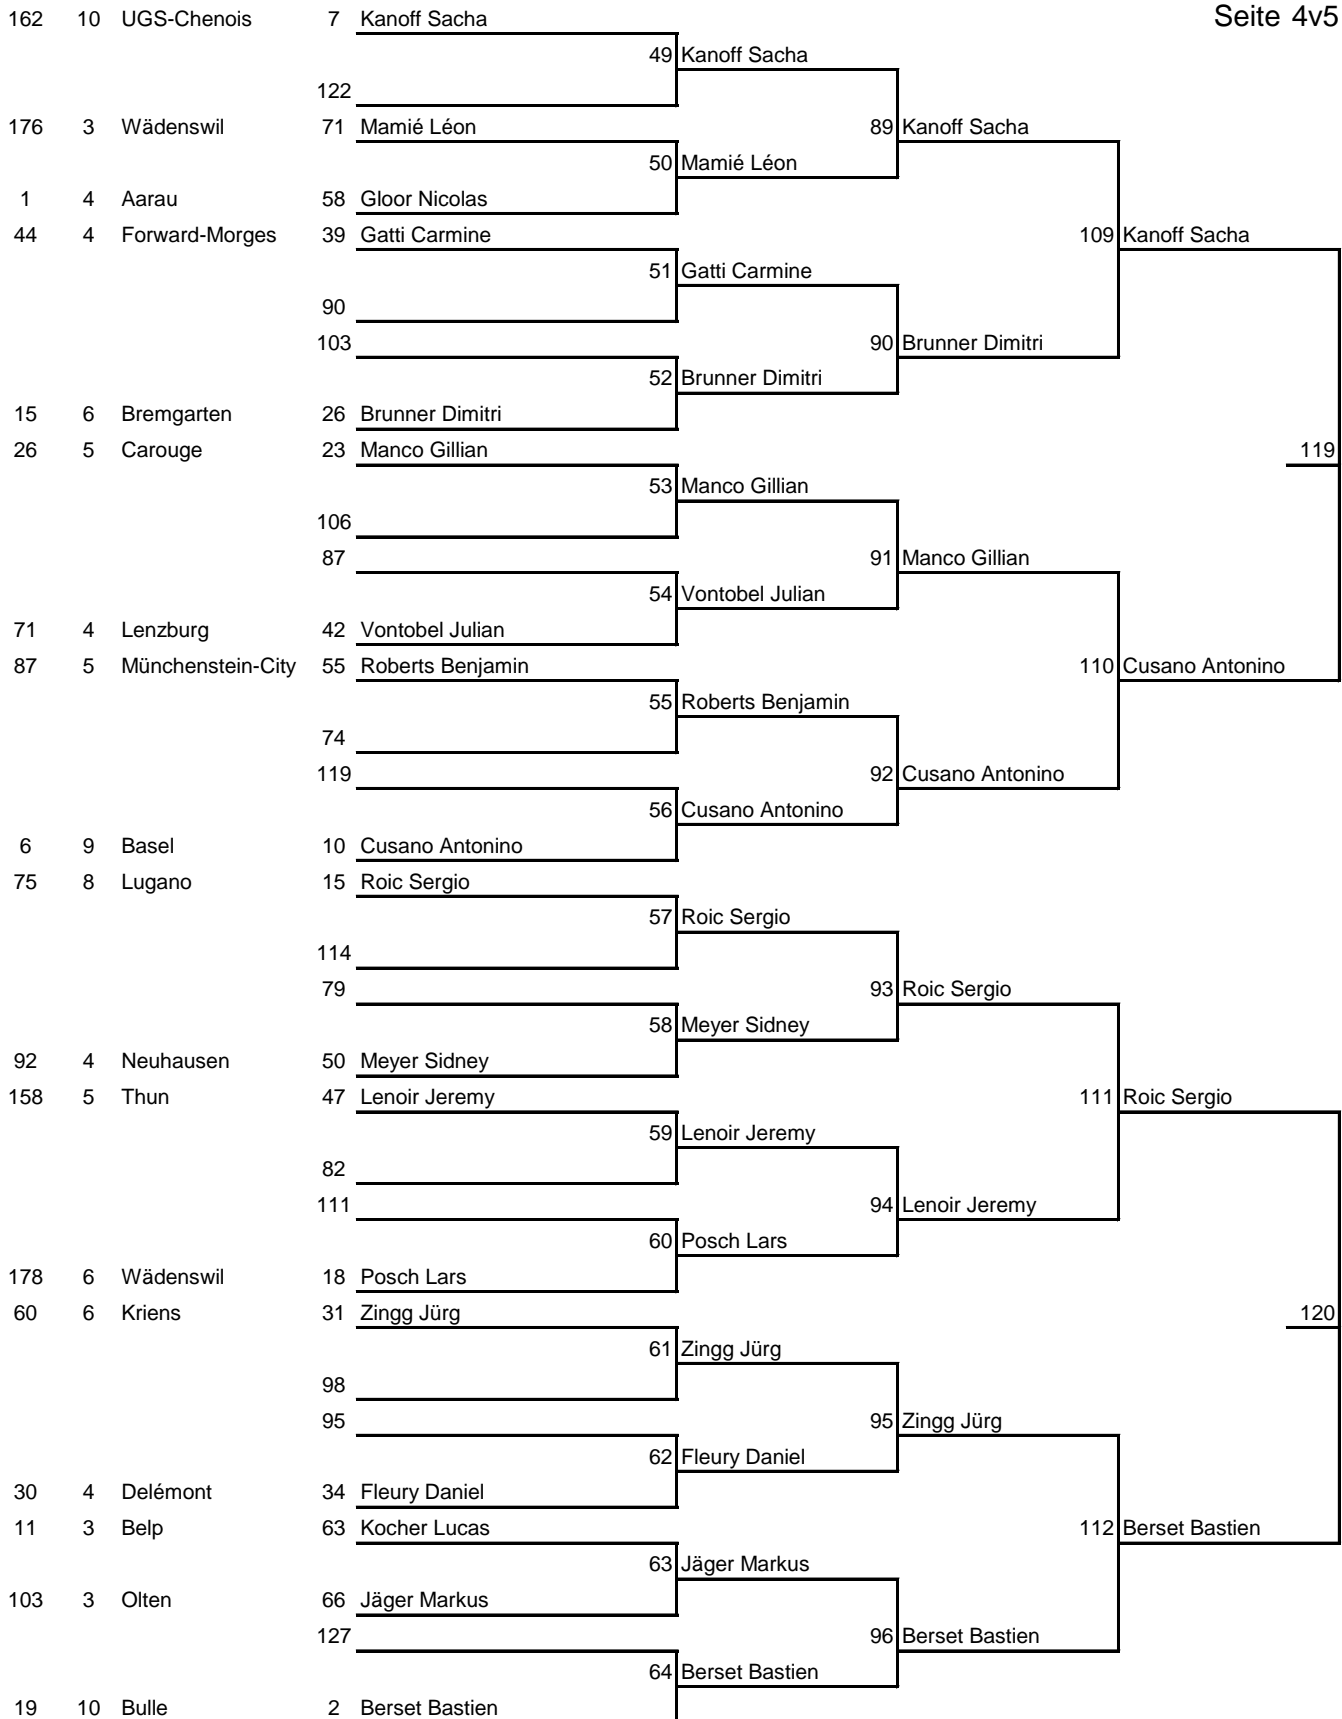 162 10 UGS-Chenois 7 Kanoff Sacha Seite 4v5
49 Kanoff Sacha
122
176 3 Wädenswil 71 Mamié Léon 89 Kanoff Sacha
50 Mamié Léon
1 4 Aarau 58 Gloor Nicolas
44 4 Forward-Morges 39 Gatti Carmine 109 Kanoff Sacha
51 Gatti Carmine
90
103 90 Brunner Dimitri
52 Brunner Dimitri
15 6 Bremgarten 26 Brunner Dimitri
26 5 Carouge 23 Manco Gillian 119
53 Manco Gillian
106
87 91 Manco Gillian
54 Vontobel Julian
71 4 Lenzburg 42 Vontobel Julian
87 5 Münchenstein-City 55 Roberts Benjamin 110 Cusano Antonino
55 Roberts Benjamin
74
119 92 Cusano Antonino
56 Cusano Antonino
6 9 Basel 10 Cusano Antonino
75 8 Lugano 15 Roic Sergio
57 Roic Sergio
114
79 93 Roic Sergio
58 Meyer Sidney
92 4 Neuhausen 50 Meyer Sidney
158 5 Thun 47 Lenoir Jeremy 111 Roic Sergio
59 Lenoir Jeremy
82
111 94 Lenoir Jeremy
60 Posch Lars
178 6 Wädenswil 18 Posch Lars
60 6 Kriens 31 Zingg Jürg 120
61 Zingg Jürg
98
95 95 Zingg Jürg
62 Fleury Daniel
30 4 Delémont 34 Fleury Daniel
11 3 Belp 63 Kocher Lucas 112 Berset Bastien
63 Jäger Markus
103 3 Olten 66 Jäger Markus
127 96 Berset Bastien
64 Berset Bastien
19 10 Bulle 2 Berset Bastien